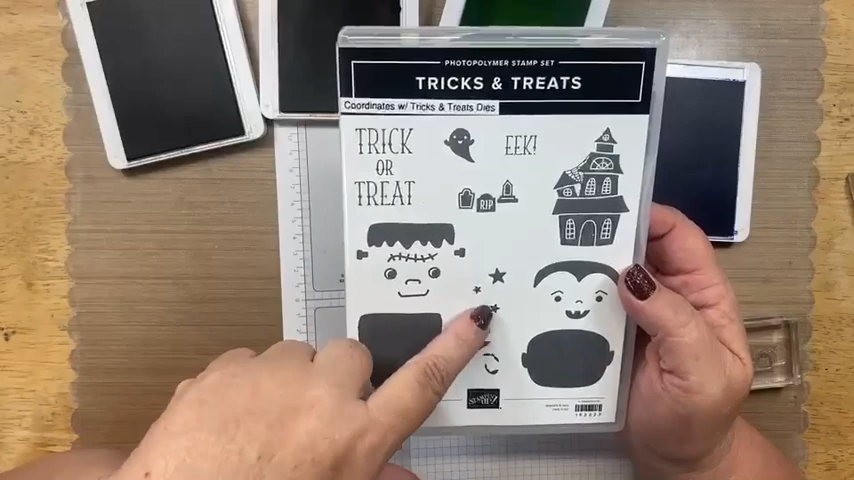 PHOTOPOLYMER STAMP SET
TRICKS & TREATS
Coordinates w/ Tricks & Treats Dies
TRICK
OR
TREAT
EEK!
RIP